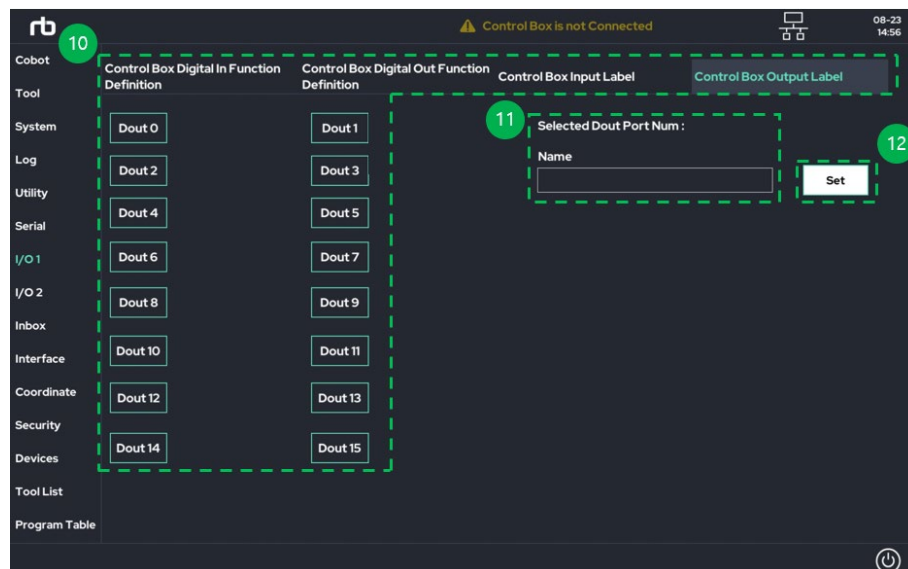 rb
Control Box is not Connected
08-23
14:56
10
Cobot
Tool
System
Log
Utility
Serial
I/O 1
I/O 2
Inbox
Interface
Coordinate
Security
Devices
Tool List
Program Table
Control Box Digital In Function
Definition
Control Box Digital Out Function
Definition
Control Box Input Label
Control Box Output Label
Dout 0
Dout 1
Dout 2
Dout 3
Dout 4
Dout 5
Dout 6
Dout 7
Dout 8
Dout 9
Dout 10
Dout 11
Dout 12
Dout 13
Dout 14
Dout 15
11
Selected Dout Port Num :
Name
12
Set